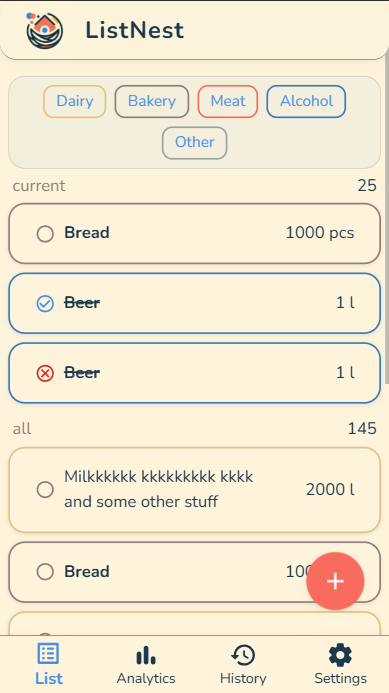 ListNest
Dairy
Bakery
Meat
Alcohol
Other
current 25
Bread 1000 pcs
Beer 1 l
Beer 1 l
all 145
Milkkkkkk kkkkkkkkk kkkk
and some other stuff 2000 l
Bread 100
List
Analytics
History
Settings